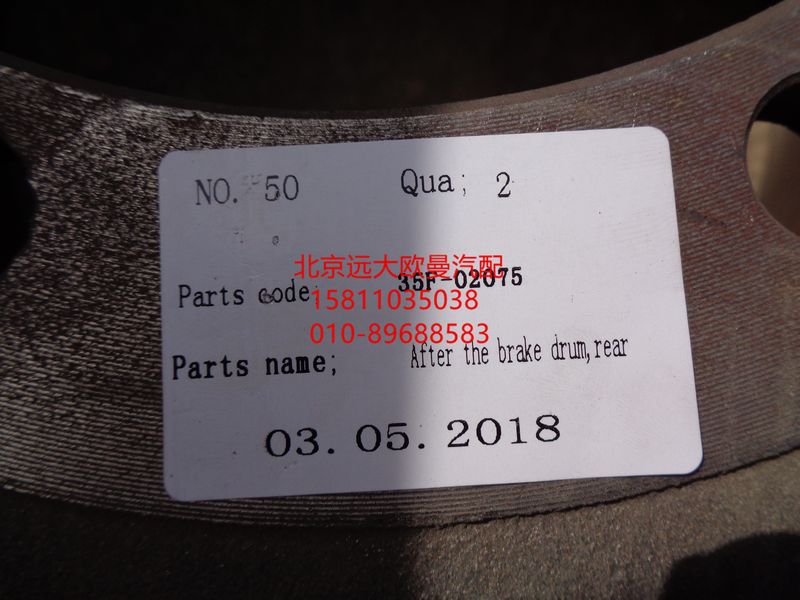 NO. 50 Qua; 2
北京远大欧曼汽配
Parts code; 35F-02075
15811035038
010-89688583
Parts name; After the brake drum,rear
03.05.2018